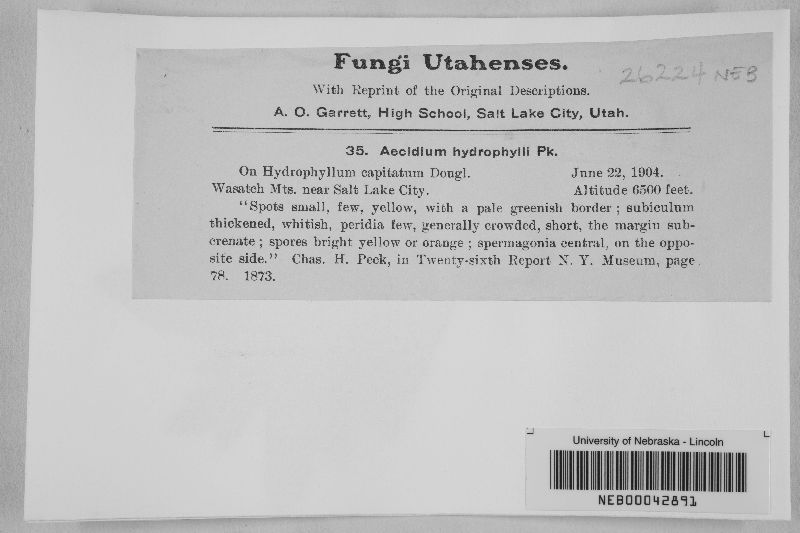 Fungi Utahenses.
26224 NEB
With Reprint of the Original Descriptions.
A. O. Garrett, High School, Salt Lake City, Utah.
35. Aecidium hydrophylli Pk.
On Hydrophyllum capitatum Dougl. June 22, 1904.
Wasatch Mts. near Salt Lake City. Altitude 6500 feet.
"Spots small, few, yellow, with a pale greenish border; subiculum
thickened, whitish, peridia few, generally crowded, short, the margin sub-
crenate; spores bright yellow or orange; spermagonia central, on the oppo-
site side." Chas. H. Peck, in Twenty-sixth Report N. Y. Museum, page
78. 1873.
University of Nebraska - Lincoln
NEB00042891